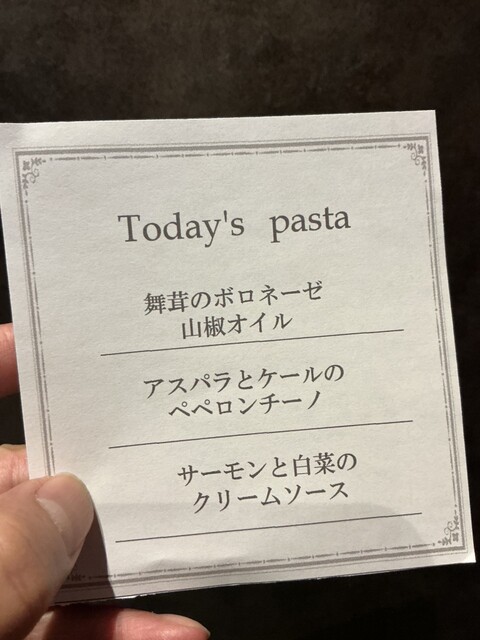 Today's pasta
舞茸のボロネーゼ
山椒オイル
アスパラとケールの
ペペロンチーノ
サーモンと白菜の
クリームソース